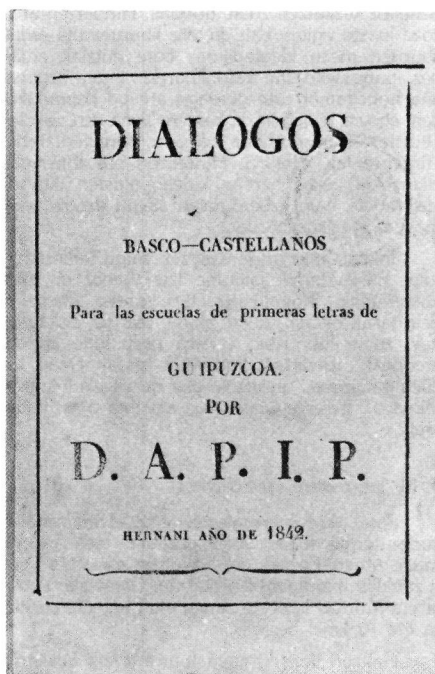 DIALOGOS
BASCO—CASTELLANOS
Para las escuelas de primeras letras de
GUIPUZCOA.
POR
D. A. P. I. P.
HERNANI AÑO DE 1842.